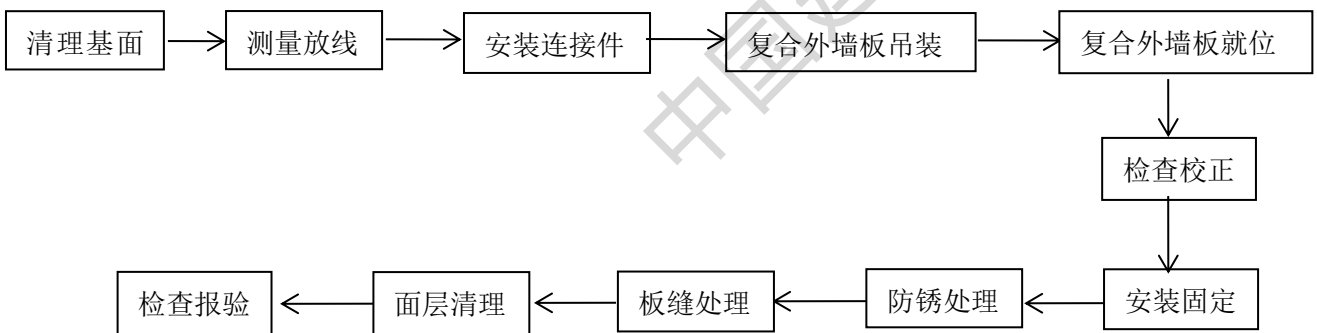 清理基面
测量放线
安装连接件
复合外墙板吊装
复合外墙板就位
检查校正
安装固定
防锈处理
板缝处理
面层清理
检查报验
中国